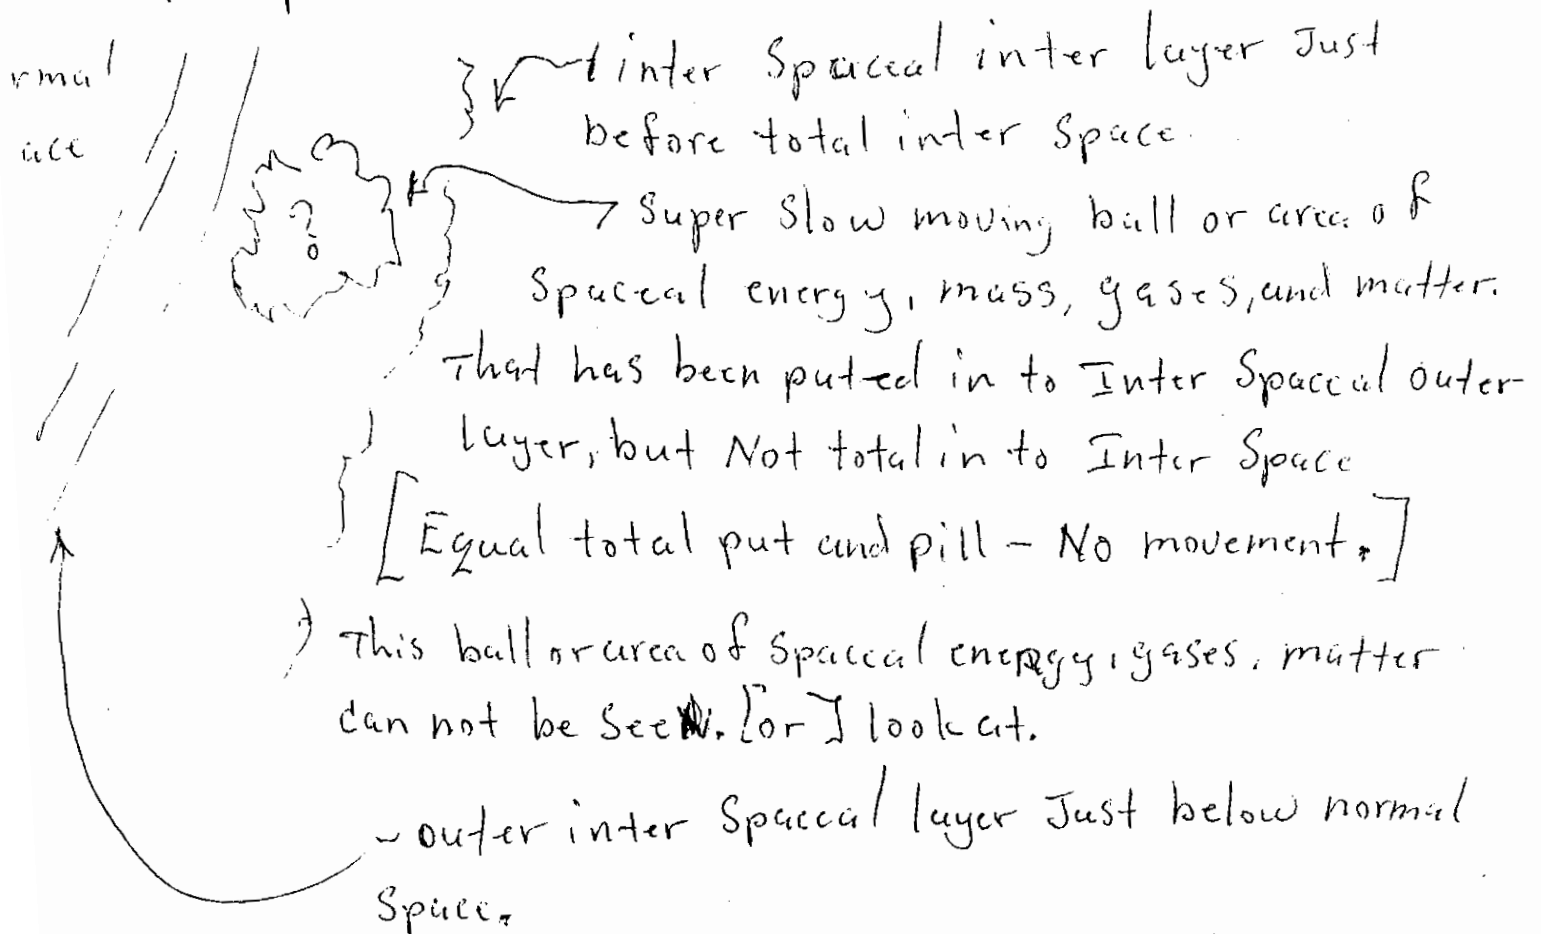 rmal
ace
inter Spaceal inter layer Just
before total inter Space.
?
Super Slow moving ball or area of
Spaceal energy, mass, gases, and matter.
That has been puted in to Inter Spaceal outer-
layer, but Not total in to Inter Space
[Equal total put and pill - No movement.]
This ball or area of Spaceal energy, gases, matter
can not be seen. [or] look at.
~outer inter Spaceal layer Just below normal
Space.